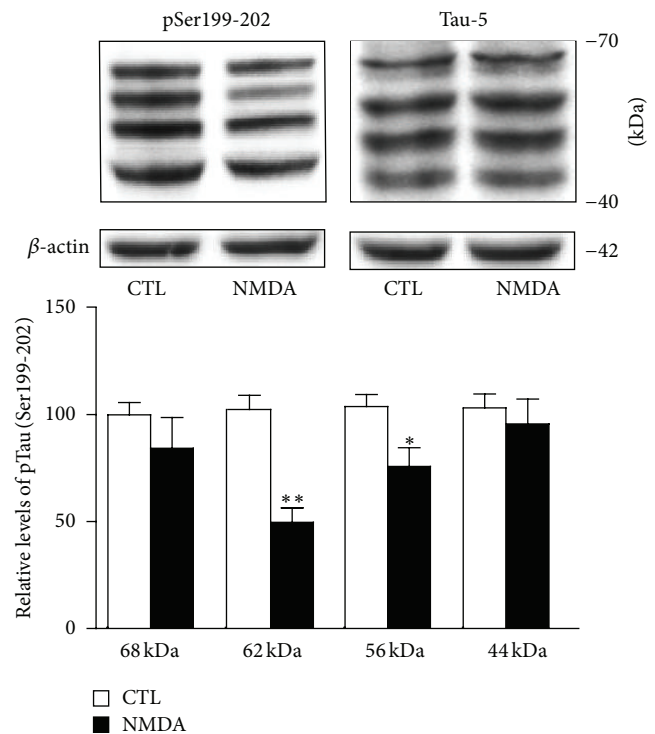 pSer199-202 Tau-5
−70
(kDa)
−40
β-actin −42
CTL NMDA CTL NMDA
Relative levels of pTau (Ser199-202)
150
100
50
0
**
*
68 kDa 62 kDa 56 kDa 44 kDa
CTL
NMDA